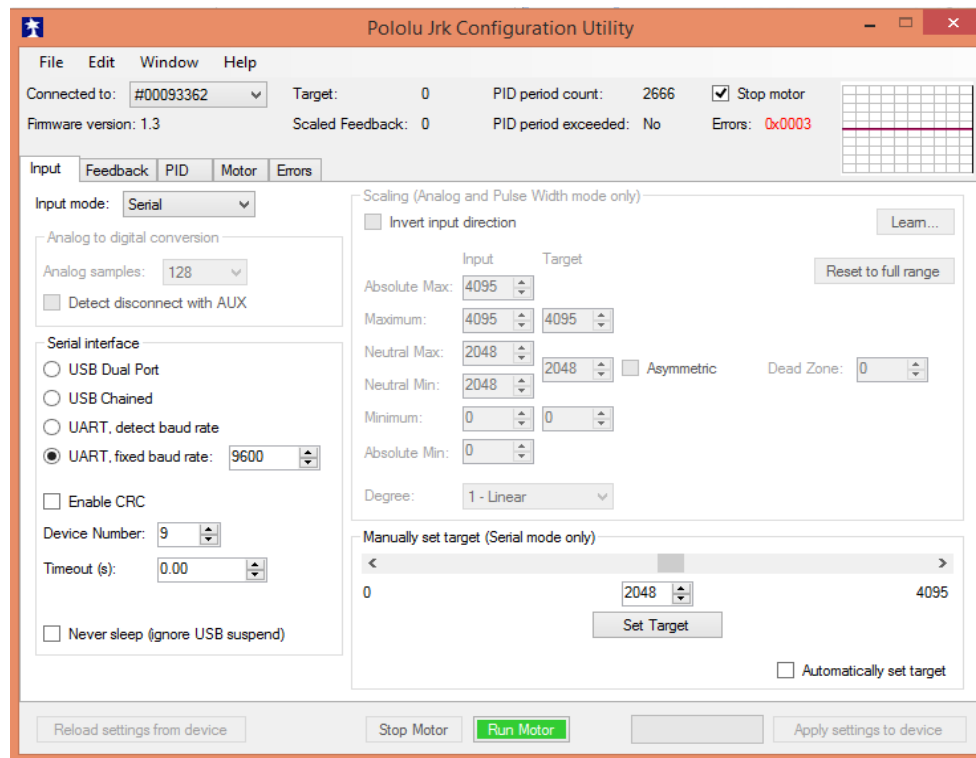 Pololu Jrk Configuration Utility
File Edit Window Help
Connected to: #00093362 Target: 0 PID period count: 2666 Stop motor
Firmware version: 1.3 Scaled Feedback: 0 PID period exceeded: No Errors: 0x0003
Input Feedback PID Motor Errors
Input mode: Serial
Analog to digital conversion
Analog samples: 128
Detect disconnect with AUX
Serial interface
USB Dual Port
USB Chained
UART, detect baud rate
UART, fixed baud rate: 9600
Enable CRC
Device Number: 9
Timeout (s): 0.00
Never sleep (ignore USB suspend)
Scaling (Analog and Pulse Width mode only)
Invert input direction Learn...
Input Target
Reset to full range
Absolute Max: 4095
Maximum: 4095 4095
Neutral Max: 2048
2048 Asymmetric Dead Zone: 0
Neutral Min: 2048
Minimum: 0 0
Absolute Min: 0
Degree: 1 - Linear
Manually set target (Serial mode only)
0 2048 4095
Set Target
Automatically set target
Reload settings from device Stop Motor Run Motor Apply settings to device